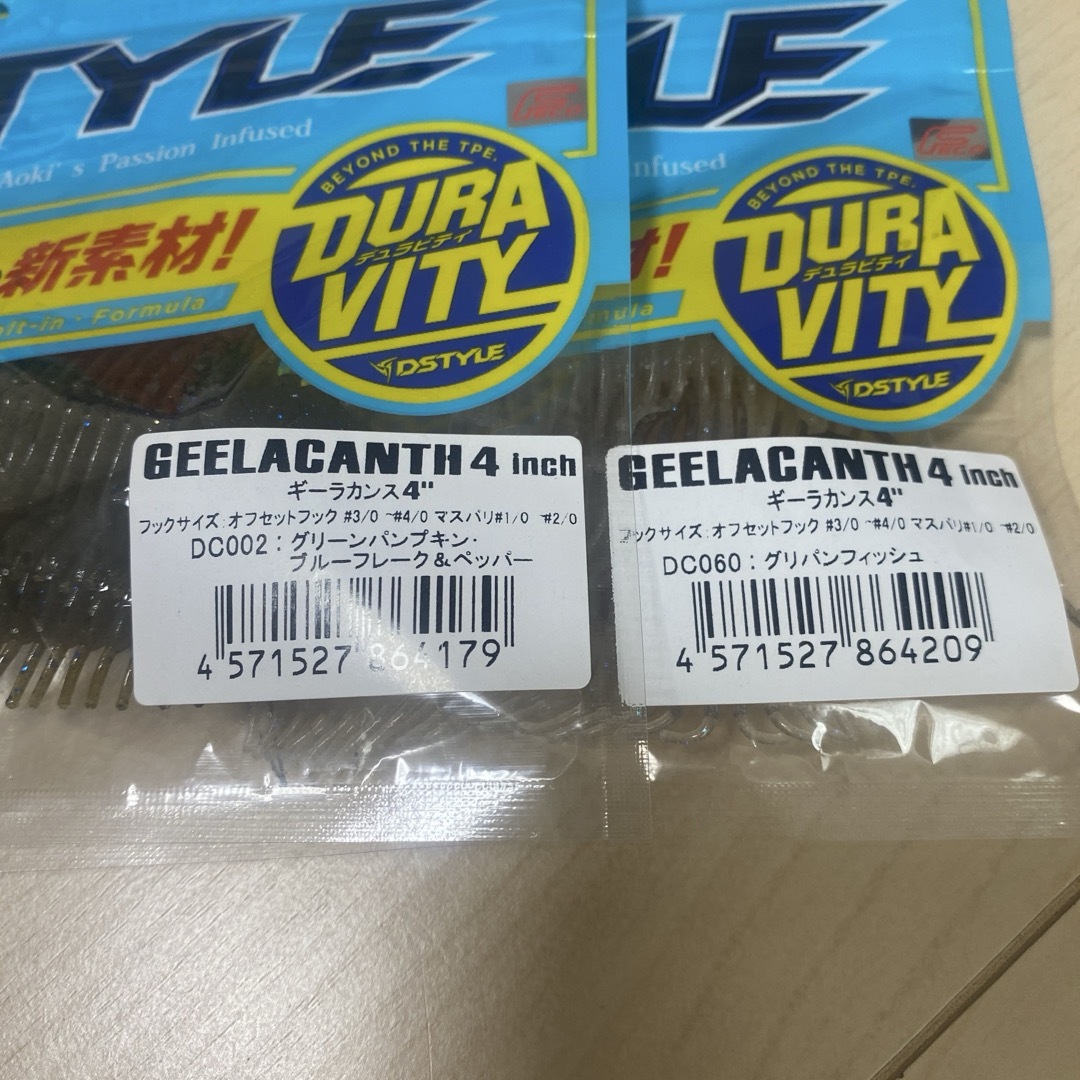 TYLE
Aoki's Passion Infused
新素材!
Formula
BEYOND THE TPE.
DURA
デュラビティ
VITY
DSTYLE
GEELACANTH 4 inch
ギーラカンス4"
フックサイズ:オフセットフック #3/0 ~#4/0 マスバリ#1/0 ~#2/0
DC002:グリーンパンプキン・
ブルーフレーク&ペッパー
4 571527 864179
YLE
Infused
材!
BEYOND THE TPE.
DURA
デュラビティ
VITY
DSTYLE
GEELACANTH 4 inch
ギーラカンス4"
フックサイズ:オフセットフック #3/0 ~#4/0 マスバリ#1/0 ~#2/0
DC060:グリパンフィッシュ
4 571527 864209